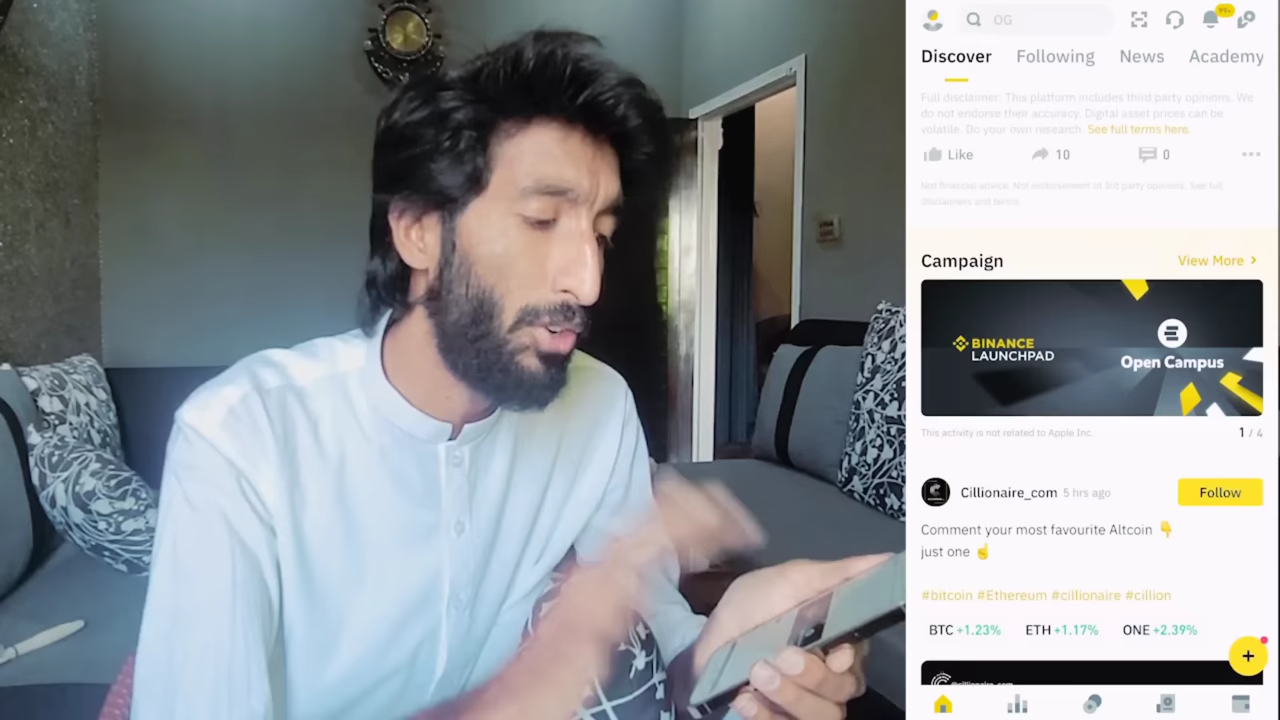 OG
99+
Discover Following News Academy
Full disclaimer: This platform includes third party opinions. We
do not endorse their accuracy. Digital asset prices can be
volatile. Do your own research. See full terms here.
Like 10 0
Not financial advice. Not endorsement of 3rd party opinions. See full
disclaimers and terms.
Campaign View More >
BINANCE
LAUNCHPAD
Open Campus
This activity is not related to Apple Inc. 1 / 4
Cillionaire_com 5 hrs ago Follow
Comment your most favourite Altcoin 👇
just one ☝️
#bitcoin #Ethereum #cillionaire #cillion
BTC +1.23% ETH +1.17% ONE +2.39%
@cillionaire_com